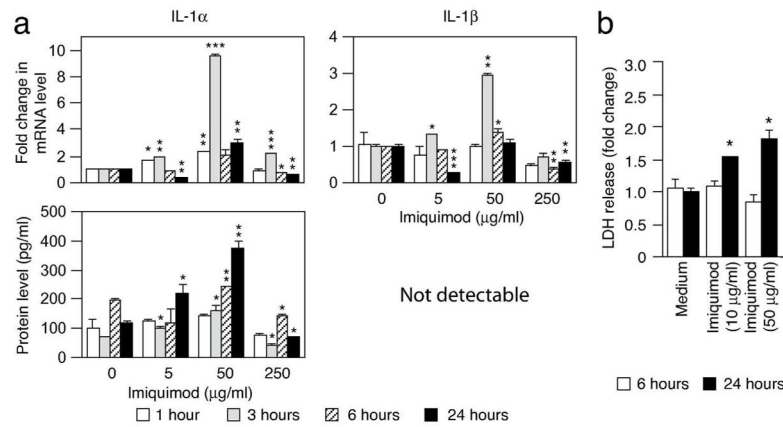 a
IL-1α
Fold change in
mRNA level
10
8
6
4
2
0
* ** ** ** *** ** ** * **
0 5 50 250
IL-1β
4
3
2
1
0
* *** ** * ** **
0 5 50 250
Imiquimod (μg/ml)
Protein level (pg/ml)
400
300
200
100
0
* * * ** ** * * *
0 5 50 250
Imiquimod (μg/ml)
Not detectable
1 hour 3 hours 6 hours 24 hours
b
LDH release (fold change)
3.0
2.5
2.0
1.5
1.0
0.5
0
* *
Medium
Imiquimod
(10 μg/ml)
Imiquimod
(50 μg/ml)
6 hours 24 hours